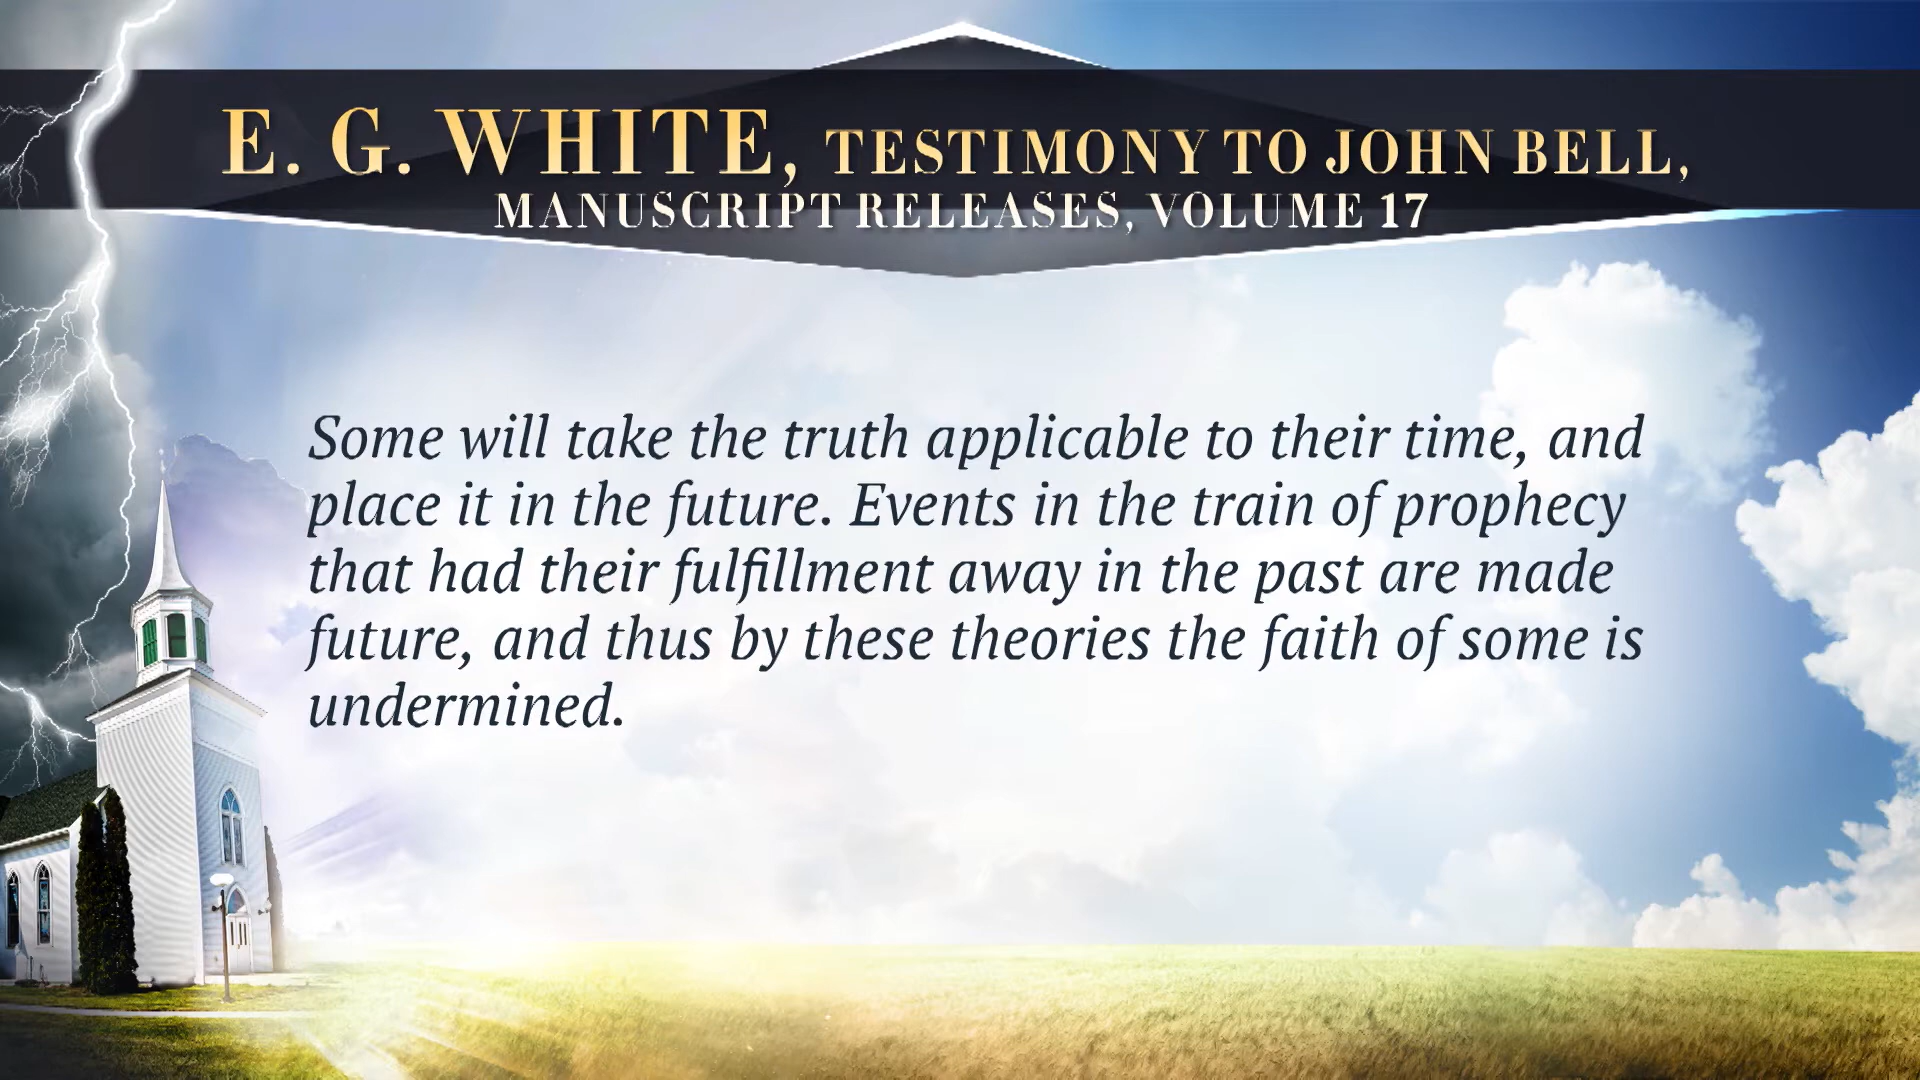 E. G. WHITE, TESTIMONY TO JOHN BELL,
MANUSCRIPT RELEASES, VOLUME 17
Some will take the truth applicable to their time, and
place it in the future. Events in the train of prophecy
that had their fulfillment away in the past are made
future, and thus by these theories the faith of some is
undermined.